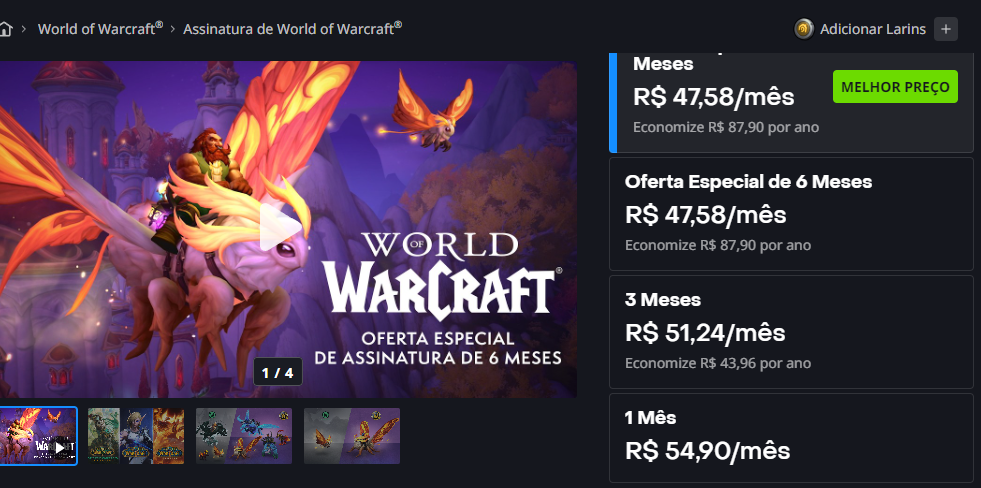 World of Warcraft® > Assinatura de World of Warcraft®
Adicionar Larins +
WORLD
OF
WARCRAFT®
OFERTA ESPECIAL
DE ASSINATURA DE 6 MESES
1 / 4
Meses
R$ 47,58/mês
MELHOR PREÇO
Economize R$ 87,90 por ano
Oferta Especial de 6 Meses
R$ 47,58/mês
Economize R$ 87,90 por ano
3 Meses
R$ 51,24/mês
Economize R$ 43,96 por ano
1 Mês
R$ 54,90/mês